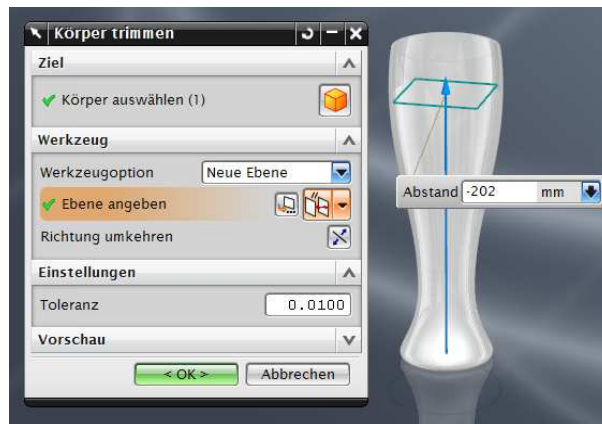 Körper trimmen
Ziel
Körper auswählen (1)
Werkzeug
Werkzeugoption Neue Ebene
Ebene angeben
Richtung umkehren
Einstellungen
Toleranz 0.0100
Vorschau
< OK > Abbrechen
Abstand -202 mm